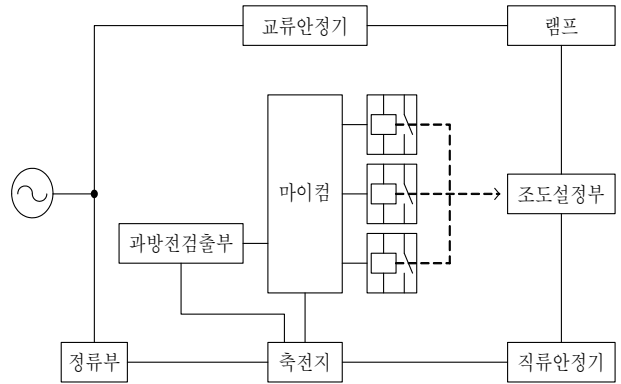 교류안정기
램프
마이컴
조도설정부
과방전검출부
정류부
축전지
직류안정기